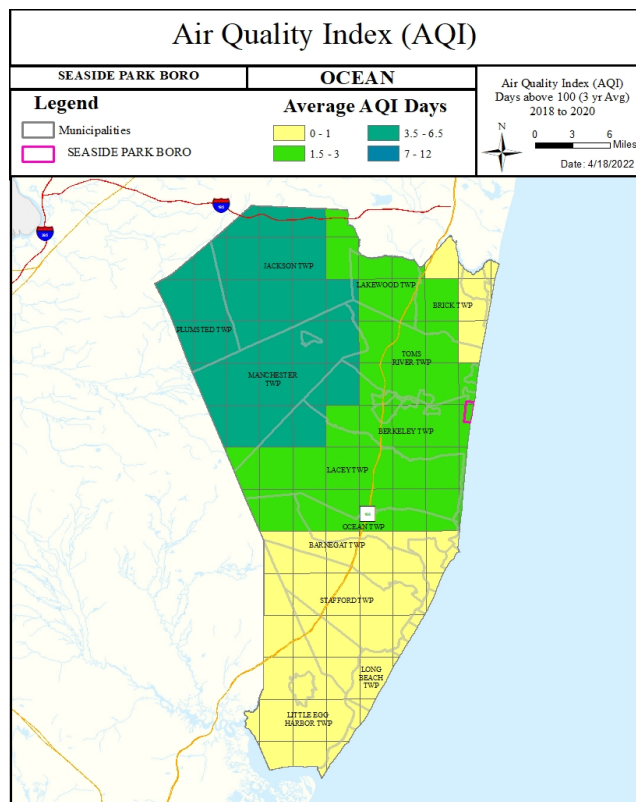 Air Quality Index (AQI)
SEASIDE PARK BORO
OCEAN
Air Quality Index (AQI)
Days above 100 (3 yr Avg)
2018 to 2020
Legend
Municipalities
SEASIDE PARK BORO
Average AQI Days
0 - 1
3.5 - 6.5
1.5 - 3
7 - 12
N
0 3 6
Miles
Date: 4/18/2022
JACKSON TWP
LAKEWOOD TWP
BRICK TWP
PLUMSTED TWP
TOMS
RIVER TWP
MANCHESTER
TWP
BERKELEY TWP
LACEY TWP
OCEAN TWP
BARNEGAT TWP
STAFFORD TWP
LONG
BEACH
TWP
LITTLE EGG
HARBOR TWP